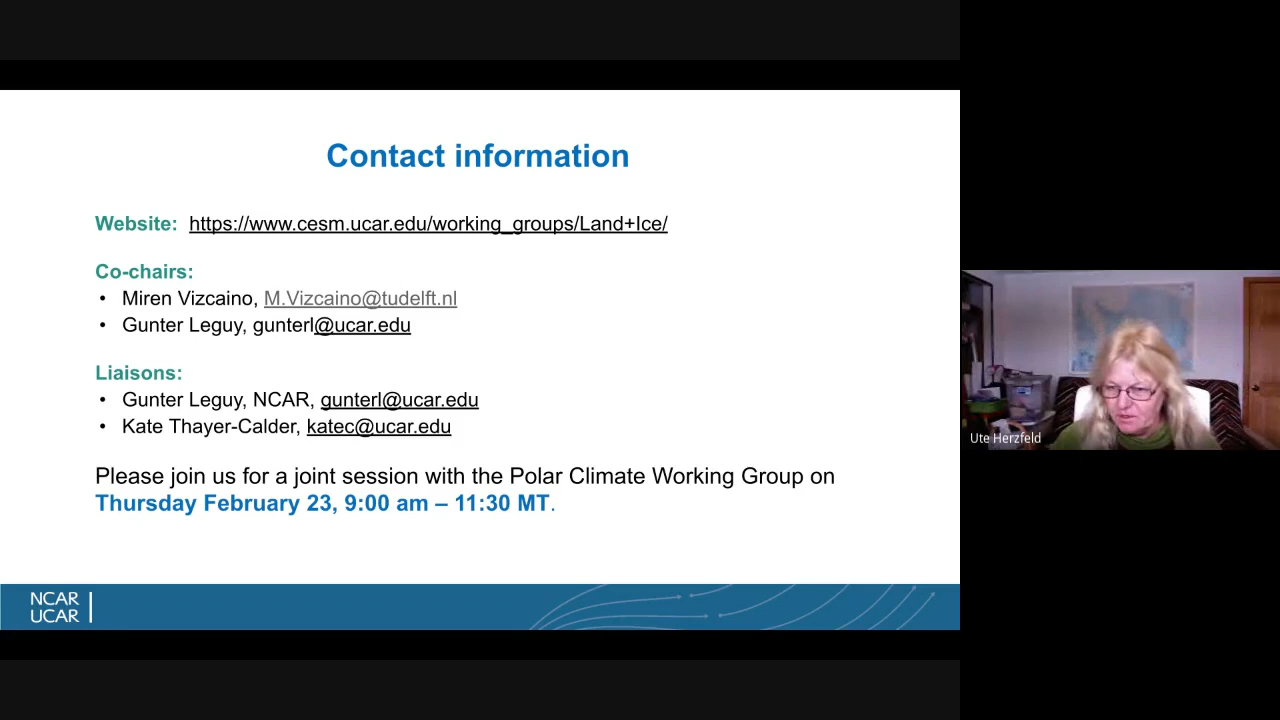 Contact information
Website: https://www.cesm.ucar.edu/working_groups/Land+Ice/
Co-chairs:
• Miren Vizcaino, M.Vizcaino@tudelft.nl
• Gunter Leguy, gunterl@ucar.edu
Liaisons:
• Gunter Leguy, NCAR, gunterl@ucar.edu
• Kate Thayer-Calder, katec@ucar.edu
Please join us for a joint session with the Polar Climate Working Group on
Thursday February 23, 9:00 am – 11:30 MT.
NCAR
UCAR
Ute Herzfeld